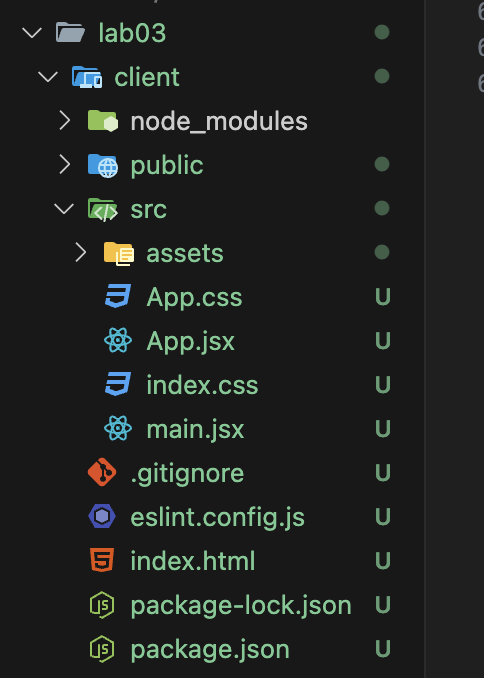 lab03
client
node_modules
public
src
assets
App.css U
App.jsx U
index.css U
main.jsx U
.gitignore U
eslint.config.js U
index.html U
package-lock.json U
package.json U